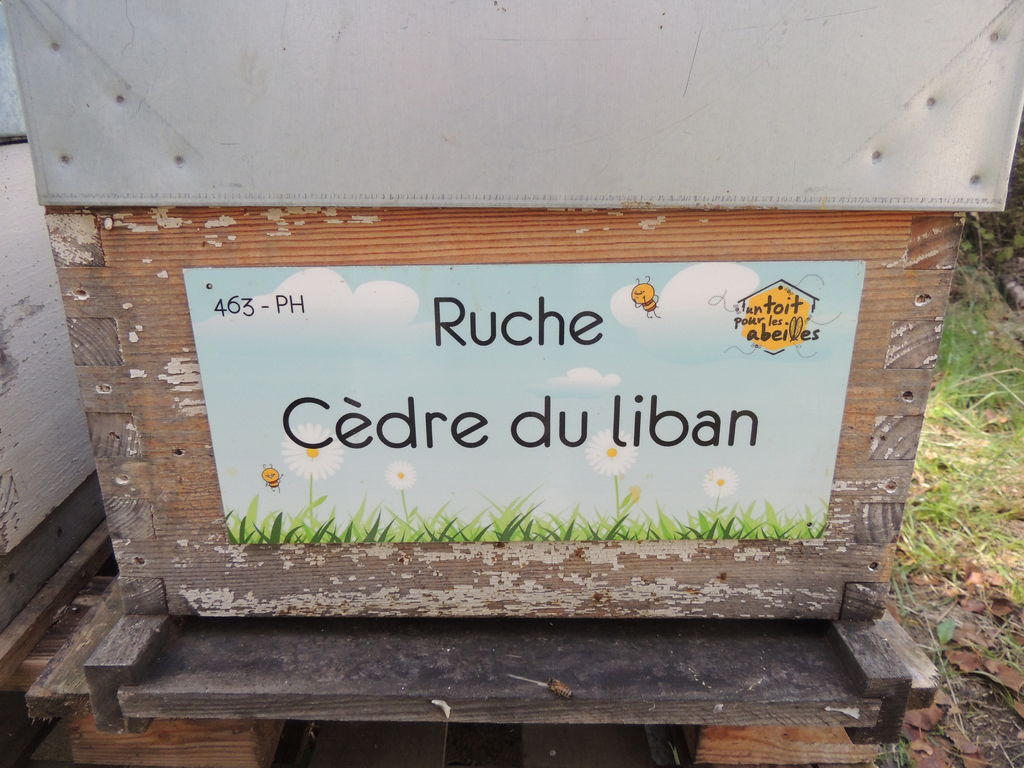 463 - PH
Ruche
un toit
pour les
abeilles
Cèdre du liban